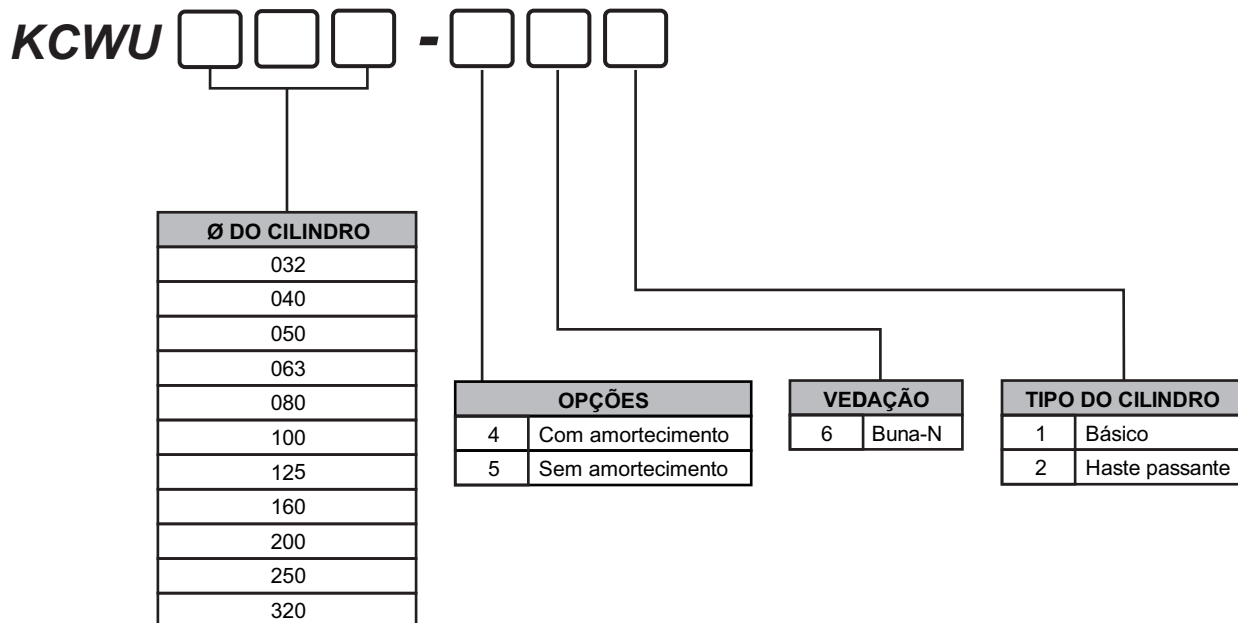 KCWU -
Ø DO CILINDRO
032
040
050
063
080
100
125
160
200
250
320
OPÇÕES
4 Com amortecimento
5 Sem amortecimento
VEDAÇÃO
6 Buna-N
TIPO DO CILINDRO
1 Básico
2 Haste passante